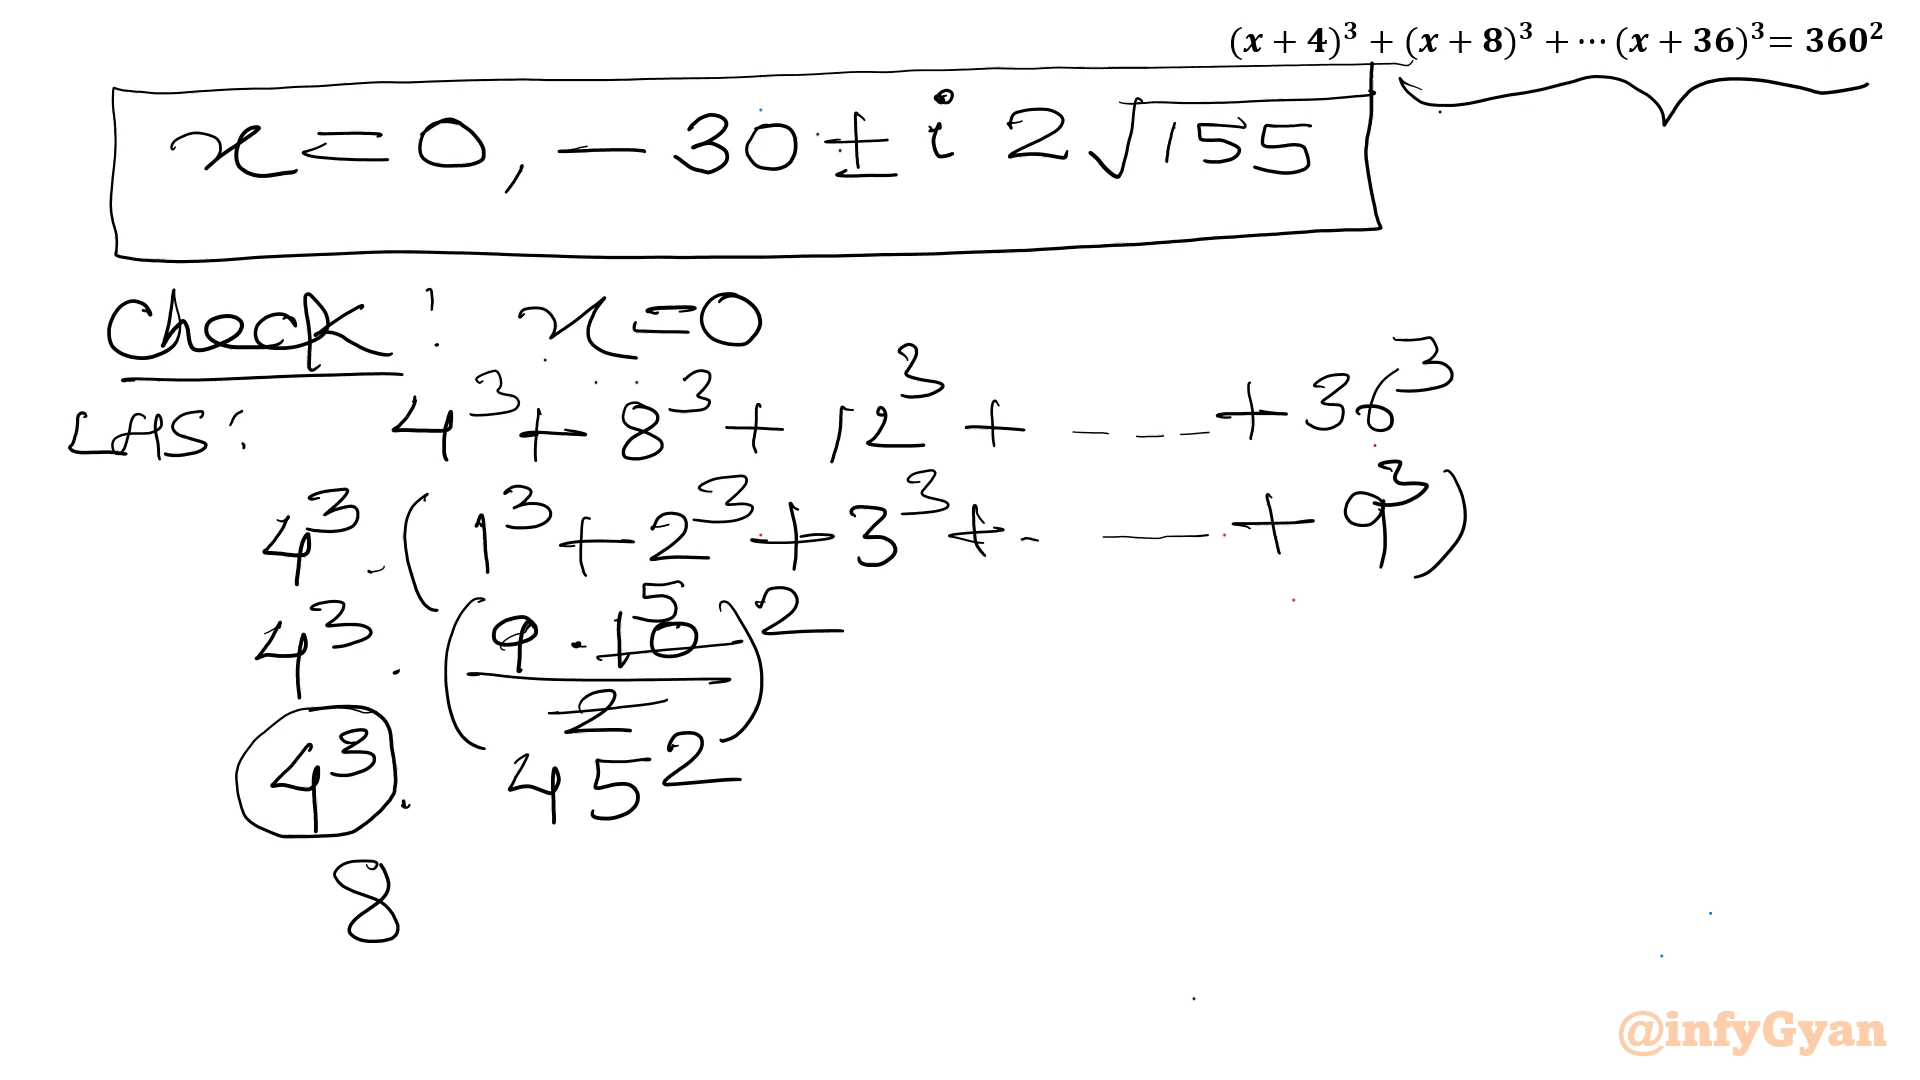 (x + 4)³ + (x + 8)³ + ⋯ (x + 36)³= 360²
x = 0, − 30 ± i 2√155
Check: x = 0
LHS: 4³ + 8³ + 12³ + ---- + 36³
4³ · (1³ + 2³ + 3³ + - — + 9³)
4³ · (9 · 10 5 / 2)²
4³ · 45²
8
@infyGyan